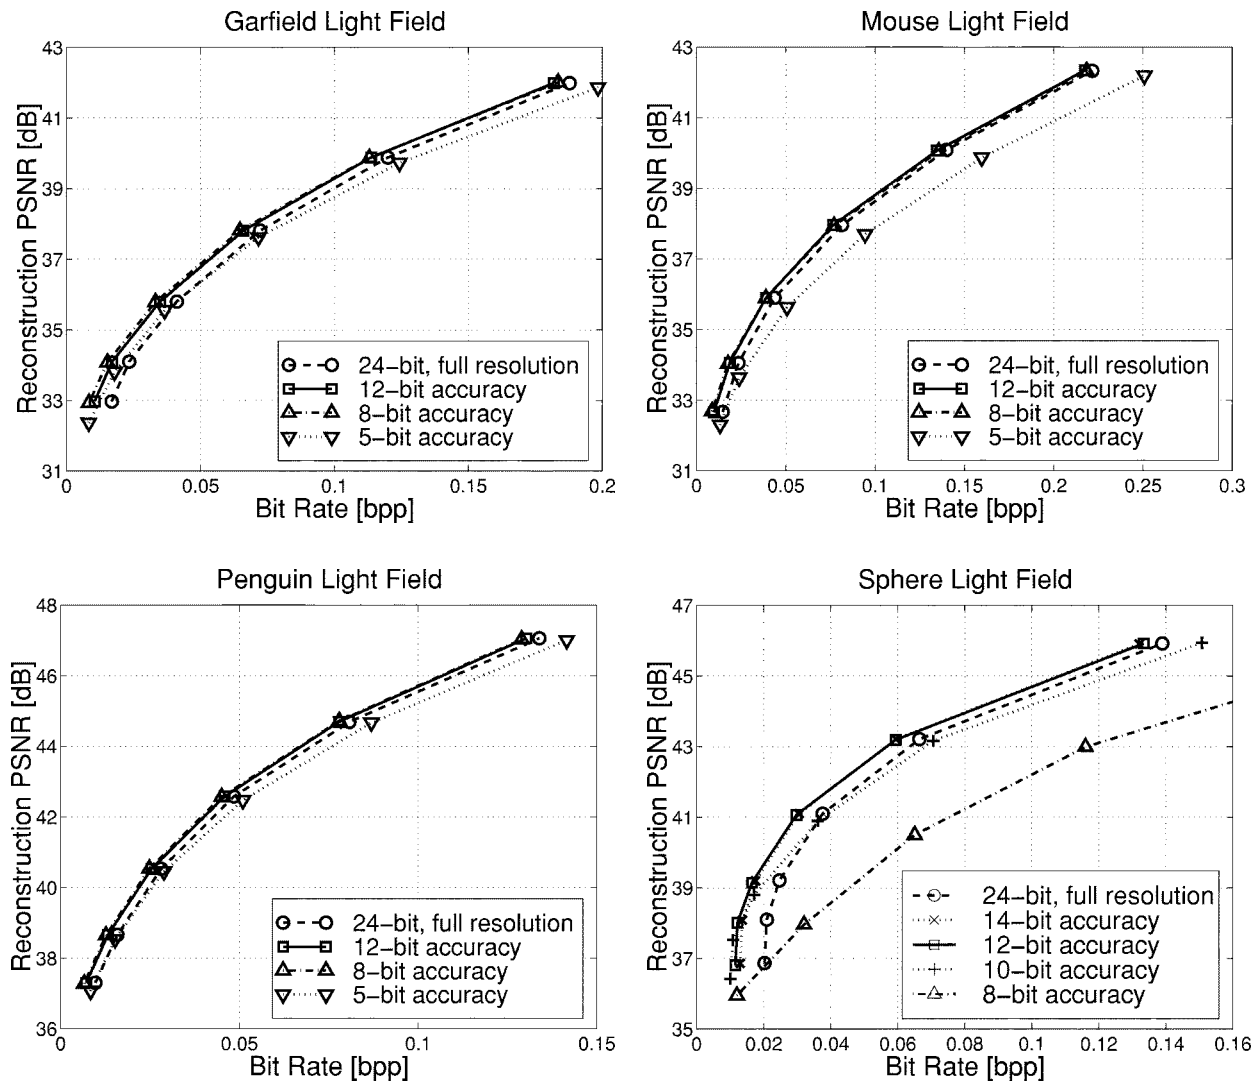 Garfield Light Field
Reconstruction PSNR [dB]
43
41
39
37
35
33
31
0
0.05
0.1
0.15
0.2
Bit Rate [bpp]
24-bit, full resolution
12-bit accuracy
8-bit accuracy
5-bit accuracy
Mouse Light Field
Reconstruction PSNR [dB]
43
41
39
37
35
33
31
0
0.05
0.1
0.15
0.2
0.25
0.3
Bit Rate [bpp]
24-bit, full resolution
12-bit accuracy
8-bit accuracy
5-bit accuracy
Penguin Light Field
Reconstruction PSNR [dB]
48
46
44
42
40
38
36
0
0.05
0.1
0.15
Bit Rate [bpp]
24-bit, full resolution
12-bit accuracy
8-bit accuracy
5-bit accuracy
Sphere Light Field
Reconstruction PSNR [dB]
47
45
43
41
39
37
35
0
0.02
0.04
0.06
0.08
0.1
0.12
0.14
0.16
Bit Rate [bpp]
24-bit, full resolution
14-bit accuracy
12-bit accuracy
10-bit accuracy
8-bit accuracy